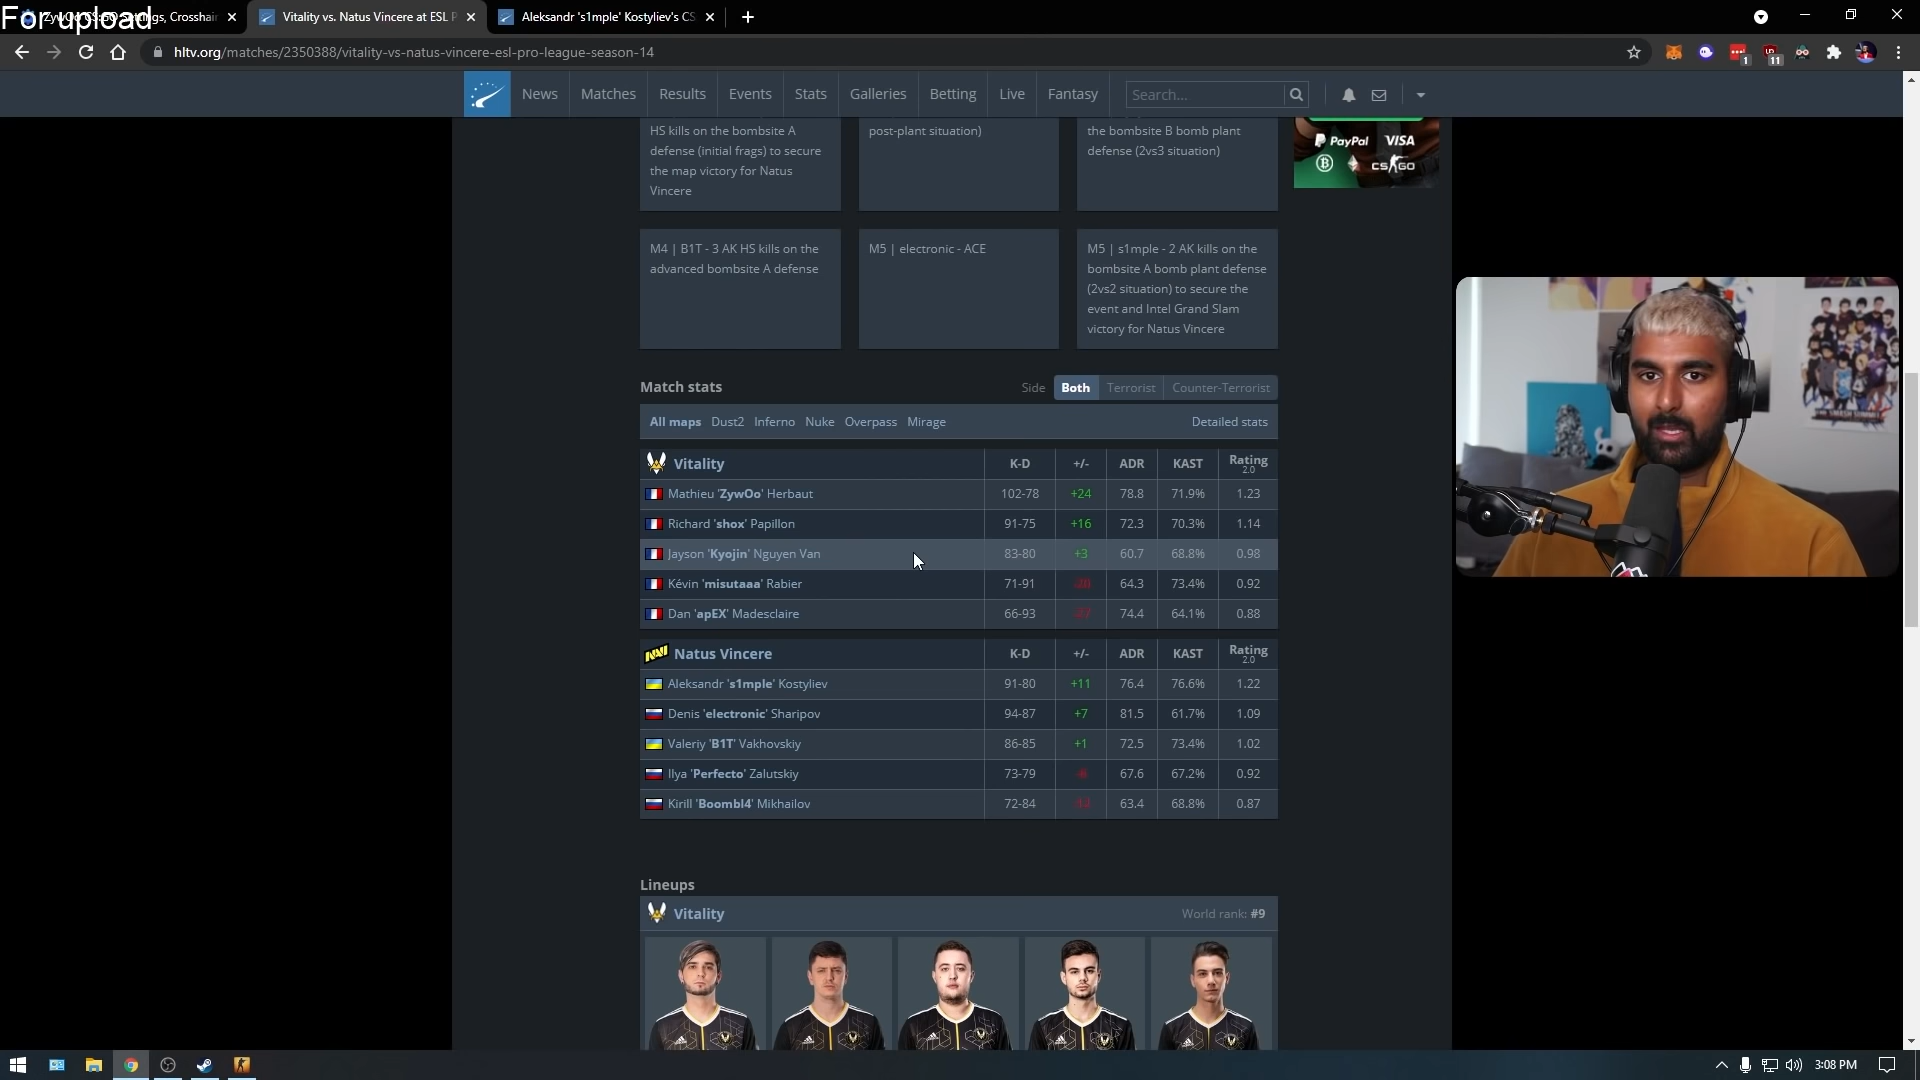 For upload
ZywOo CS:GO Settings, Crosshair
Vitality vs. Natus Vincere at ESL P
Aleksandr 's1mple' Kostyliev's CS
hltv.org/matches/2350388/vitality-vs-natus-vincere-esl-pro-league-season-14
1
11
News
Matches
Results
Events
Stats
Galleries
Betting
Live
Fantasy
Search...
HS kills on the bombsite A
defense (initial frags) to secure
the map victory for Natus
Vincere
post-plant situation)
the bombsite B bomb plant
defense (2vs3 situation)
PayPal VISA
CS:GO
M4 | B1T - 3 AK HS kills on the
advanced bombsite A defense
M5 | electronic - ACE
M5 | s1mple - 2 AK kills on the
bombsite A bomb plant defense
(2vs2 situation) to secure the
event and Intel Grand Slam
victory for Natus Vincere
Match stats
Side Both Terrorist Counter-Terrorist
All maps Dust2 Inferno Nuke Overpass Mirage Detailed stats
Vitality K-D +/- ADR KAST Rating 2.0
Mathieu 'ZywOo' Herbaut 102-78 +24 78.8 71.9% 1.23
Richard 'shox' Papillon 91-75 +16 72.3 70.3% 1.14
Jayson 'Kyojin' Nguyen Van 83-80 +3 60.7 68.8% 0.98
Kévin 'misutaaa' Rabier 71-91 -20 64.3 73.4% 0.92
Dan 'apEX' Madesclaire 66-93 -27 74.4 64.1% 0.88
Natus Vincere K-D +/- ADR KAST Rating 2.0
Aleksandr 's1mple' Kostyliev 91-80 +11 76.4 76.6% 1.22
Denis 'electronic' Sharipov 94-87 +7 81.5 61.7% 1.09
Valeriy 'B1T' Vakhovskiy 86-85 +1 72.5 73.4% 1.02
Ilya 'Perfecto' Zalutskiy 73-79 -6 67.6 67.2% 0.92
Kirill 'Boombl4' Mikhailov 72-84 -12 63.4 68.8% 0.87
Lineups
Vitality World rank: #9
3:08 PM